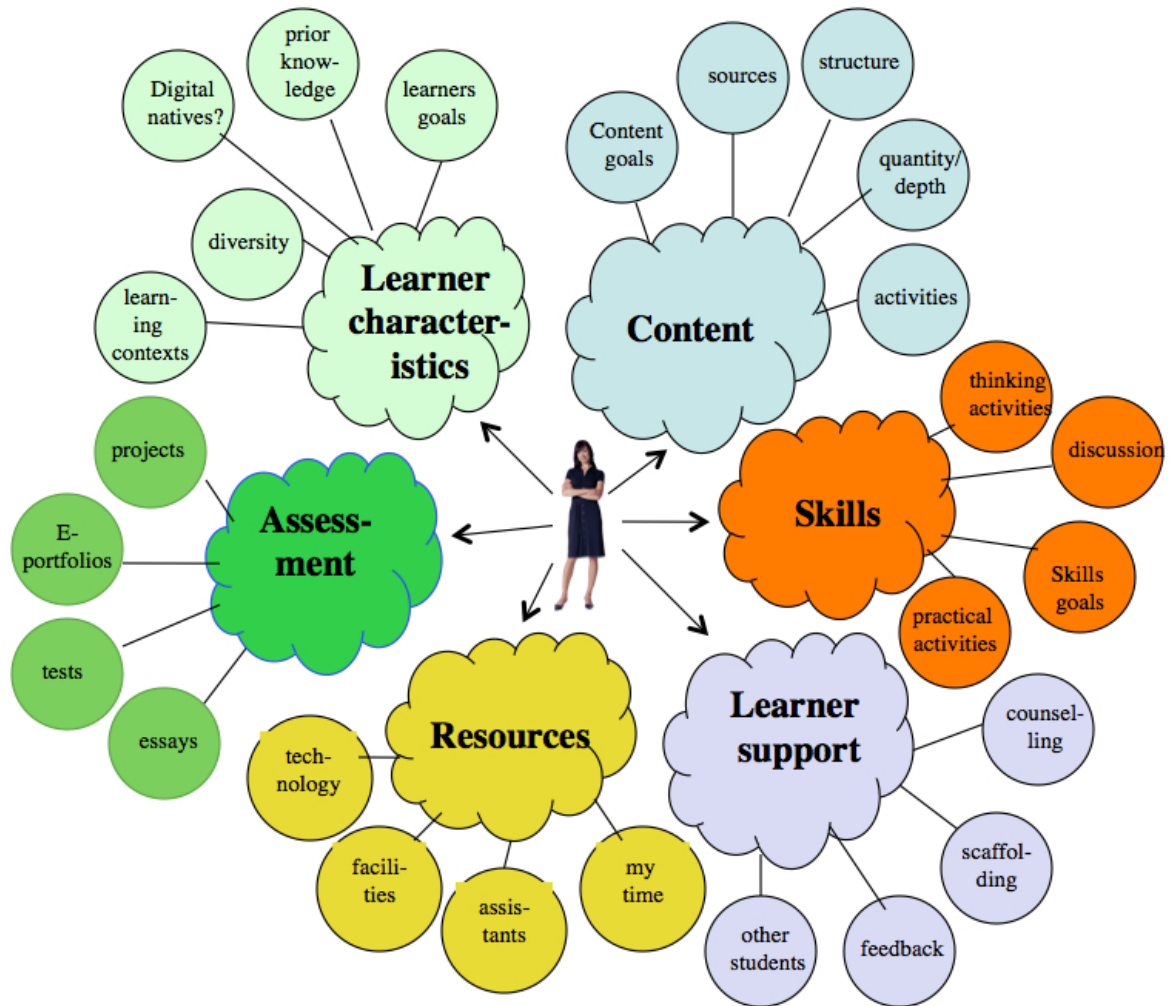 prior
know-
ledge
Digital
natives?
learners
goals
diversity
learn-
ing
contexts
Learner
character-
istics
Content
goals
sources
structure
quantity/
depth
activities
Content
thinking
activities
discussion
Skills
goals
practical
activities
Skills
projects
E-
portfolios
tests
essays
Assess-
ment
Resources
tech-
nology
facili-
ties
assis-
tants
my
time
Learner
support
counsel-
ling
scaffol-
ding
feedback
other
students